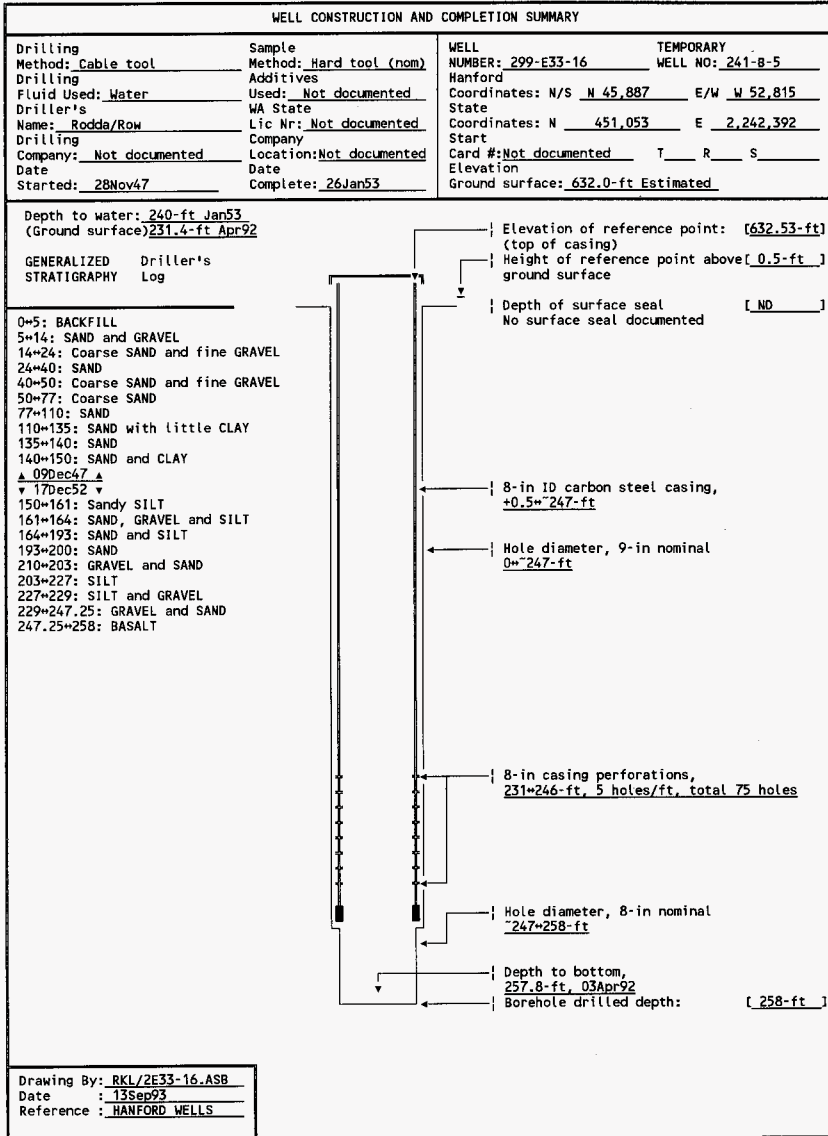 WELL CONSTRUCTION AND COMPLETION SUMMARY
Drilling Sample
Method: Cable tool Method: Hard tool (nom)
Drilling Additives
Fluid Used: Water Used: Not documented
Driller's WA State
Name: Rodda/Row Lic Nr: Not documented
Drilling Company
Company: Not documented Location: Not documented
Date Date
Started: 28Nov47 Complete: 26Jan53
WELL TEMPORARY
NUMBER: 299-E33-16 WELL NO: 241-B-5
Hanford
Coordinates: N/S N 45,887 E/W W 52,815
State
Coordinates: N 451,053 E 2,242,392
Start
Card #: Not documented T___ R___ S___
Elevation
Ground surface: 632.0-ft Estimated
Depth to water: 240-ft Jan53
(Ground surface) 231.4-ft Apr92
GENERALIZED Driller's
STRATIGRAPHY Log
0↔5: BACKFILL
5↔14: SAND and GRAVEL
14↔24: Coarse SAND and fine GRAVEL
24↔40: SAND
40↔50: Coarse SAND and fine GRAVEL
50↔77: Coarse SAND
77↔110: SAND
110↔135: SAND with little CLAY
135↔140: SAND
140↔150: SAND and CLAY
▲ 09Dec47 ▲
▼ 17Dec52 ▼
150↔161: Sandy SILT
161↔164: SAND, GRAVEL and SILT
164↔193: SAND and SILT
193↔200: SAND
210↔203: GRAVEL and SAND
203↔227: SILT
227↔229: SILT and GRAVEL
229↔247.25: GRAVEL and SAND
247.25↔258: BASALT
Elevation of reference point: [632.53-ft]
(top of casing)
Height of reference point above [ 0.5-ft ]
ground surface
Depth of surface seal [ ND ]
No surface seal documented
8-in ID carbon steel casing,
+0.5↔~247-ft
Hole diameter, 9-in nominal
0↔~247-ft
8-in casing perforations,
231↔246-ft, 5 holes/ft, total 75 holes
Hole diameter, 8-in nominal
~247↔258-ft
Depth to bottom,
257.8-ft, 03Apr92
Borehole drilled depth: [ 258-ft ]
Drawing By: RKL/2E33-16.ASB
Date : 13Sep93
Reference : HANFORD WELLS